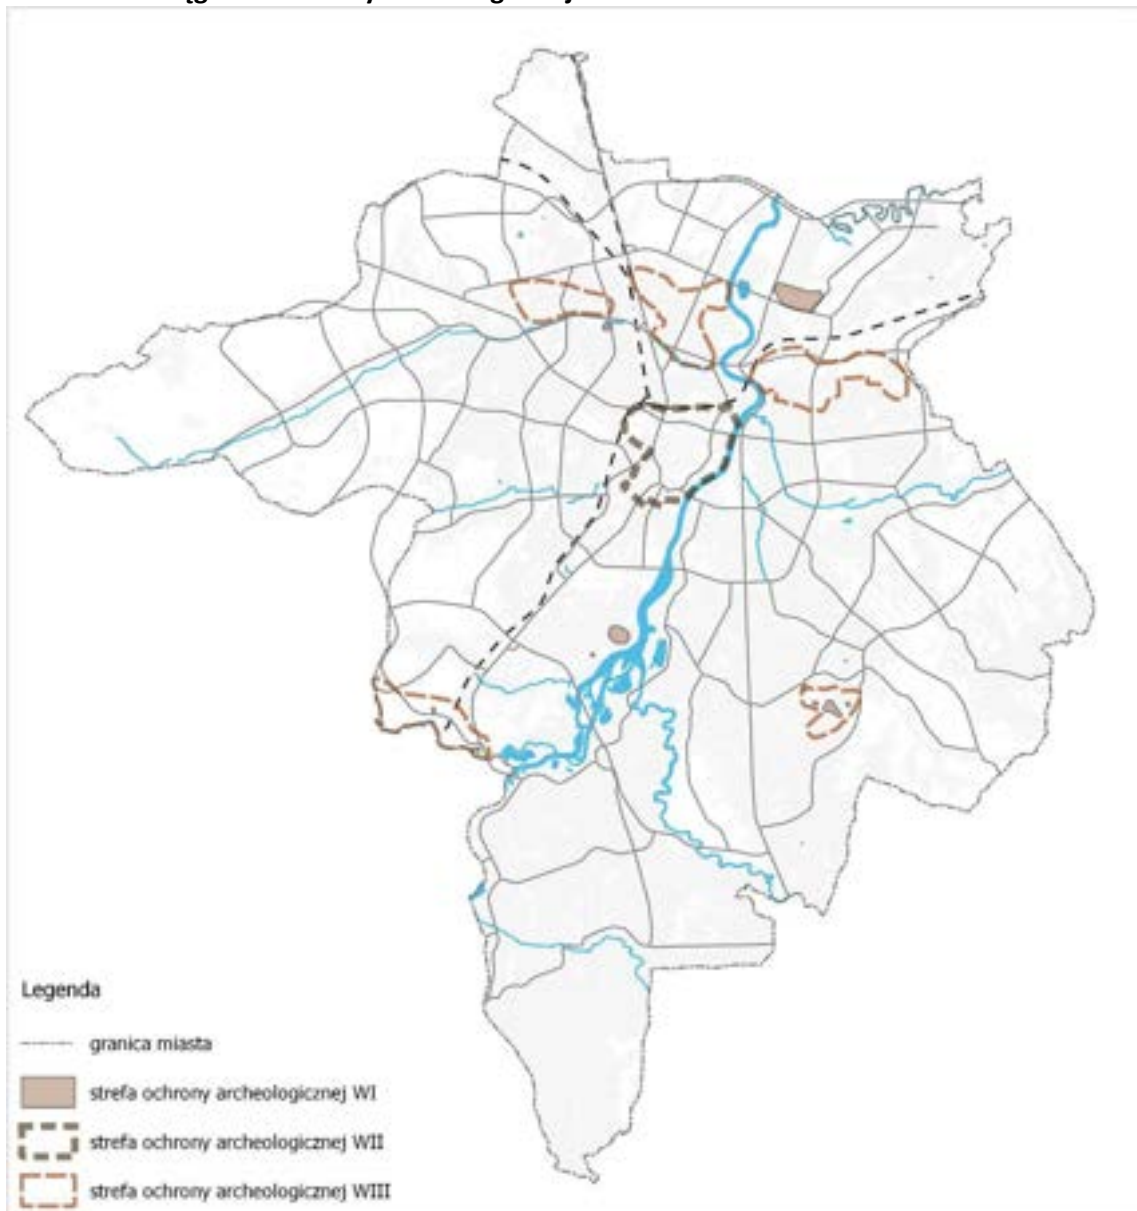 Legenda
granica miasta
strefa ochrony archeologicznej WI
strefa ochrony archeologicznej WII
strefa ochrony archeologicznej WIII